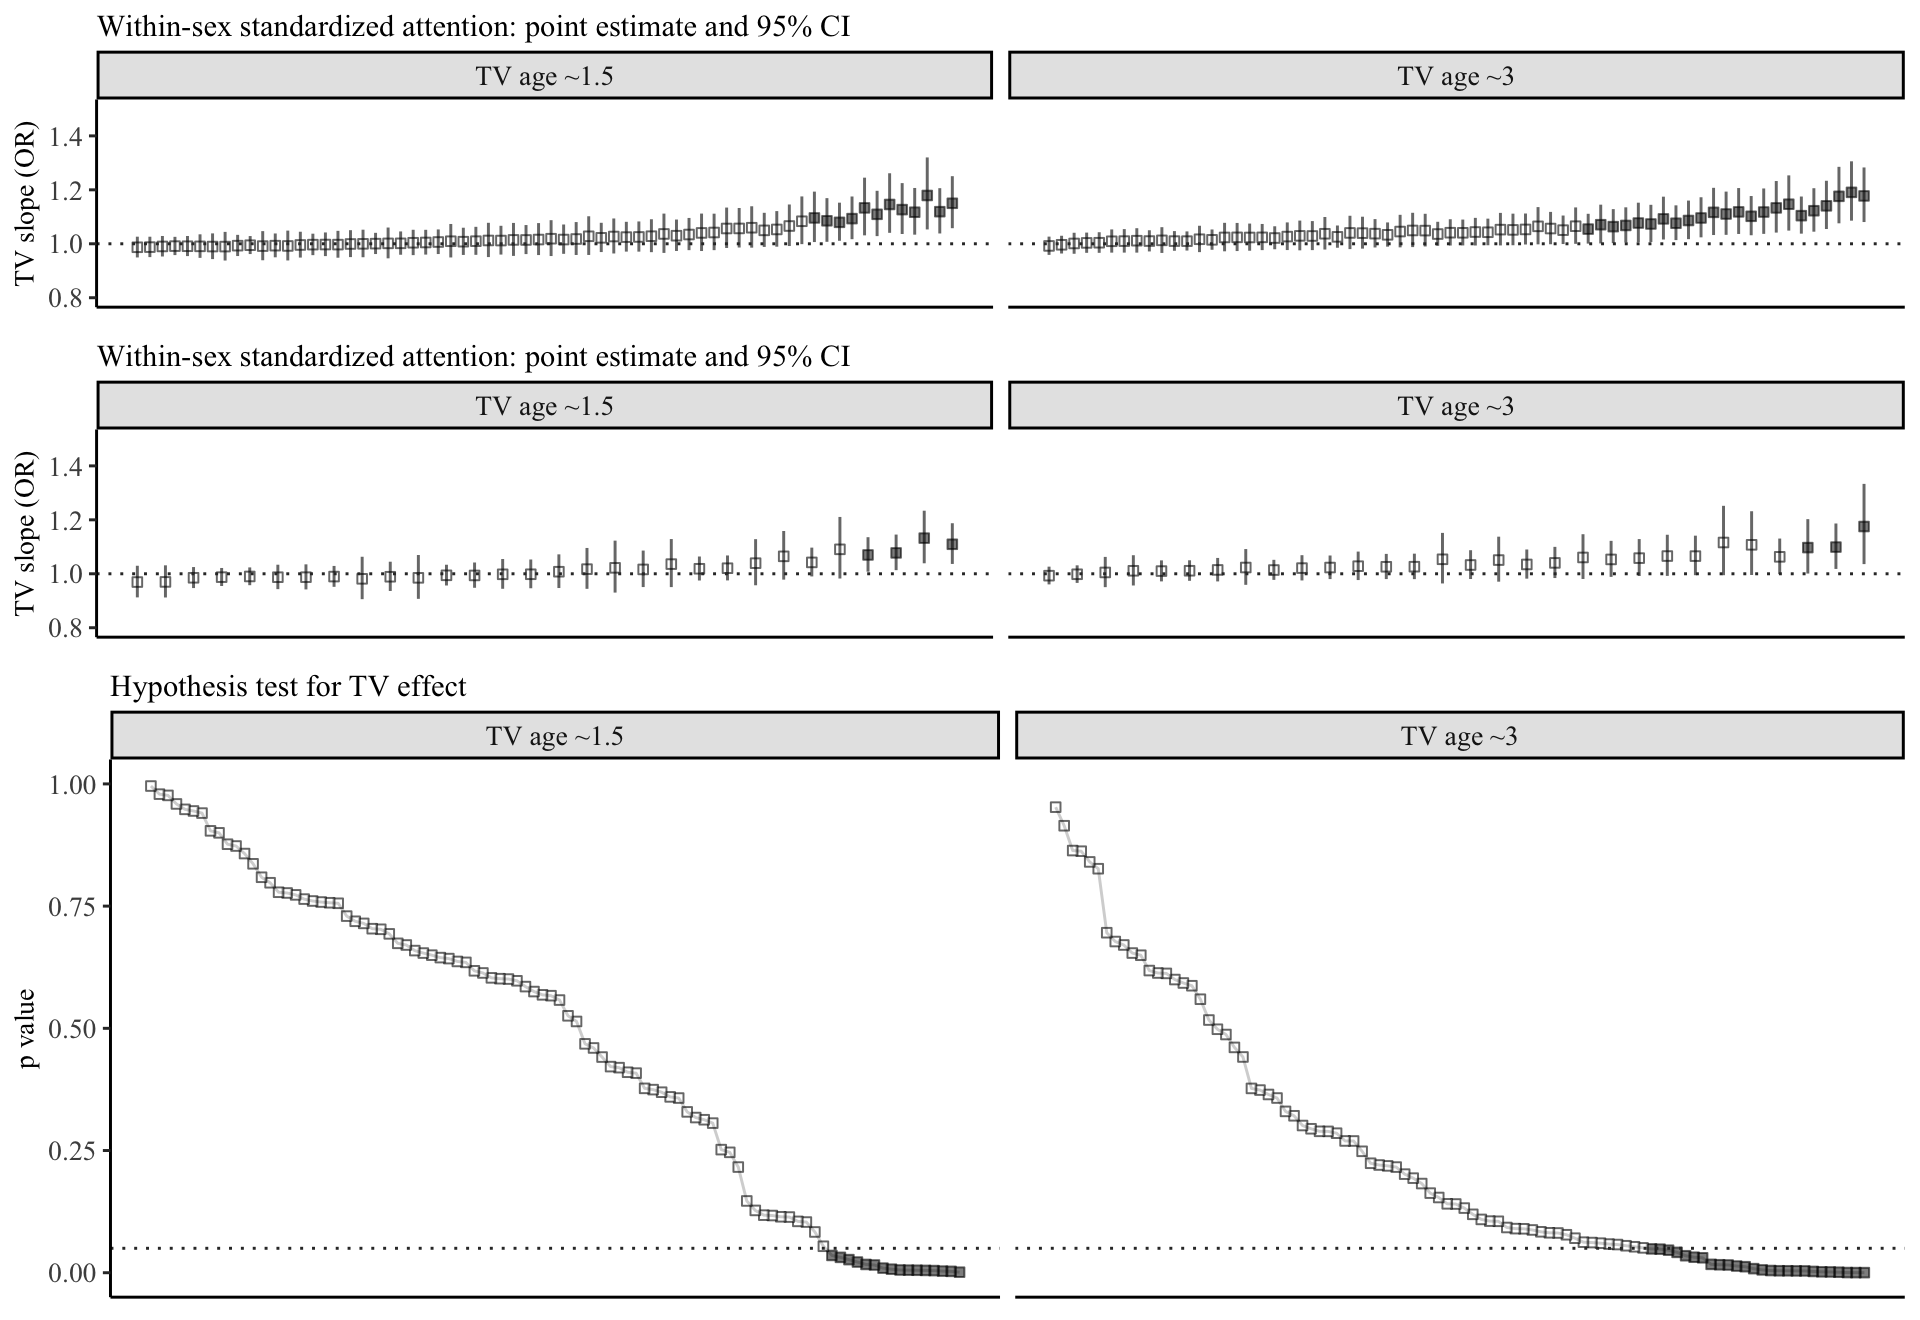 Within-sex standardized attention: point estimate and 95% CI
TV age ~1.5
TV age ~3
TV slope (OR)
1.4
1.2
1.0
0.8
Within-sex standardized attention: point estimate and 95% CI
TV age ~1.5
TV age ~3
TV slope (OR)
1.4
1.2
1.0
0.8
Hypothesis test for TV effect
TV age ~1.5
TV age ~3
p value
1.00
0.75
0.50
0.25
0.00